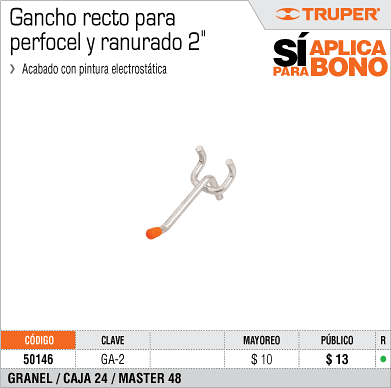 Gancho recto para
perfocel y ranurado 2"
❯ Acabado con pintura electrostática
TRUPER®
SÍ APLICA
PARA BONO
CÓDIGO CLAVE MAYOREO PÚBLICO R
50146 GA-2 $ 10 $ 13 ●
GRANEL / CAJA 24 / MASTER 48